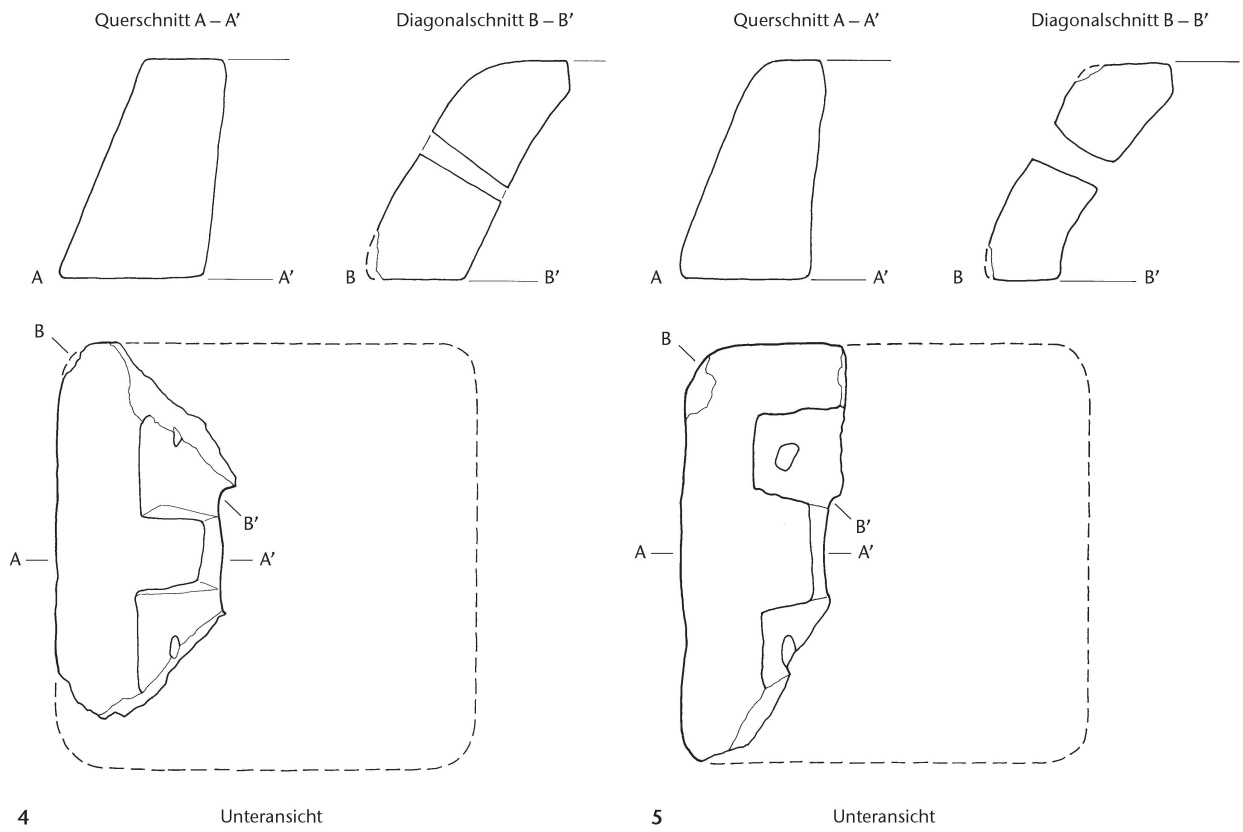 Querschnitt A – A’
Diagonalschnitt B – B’
Querschnitt A – A’
Diagonalschnitt B – B’
A
A’
B
B’
A
A’
B
B’
B
B’
A
A’
B
B’
A
A’
4
Unteransicht
5
Unteransicht